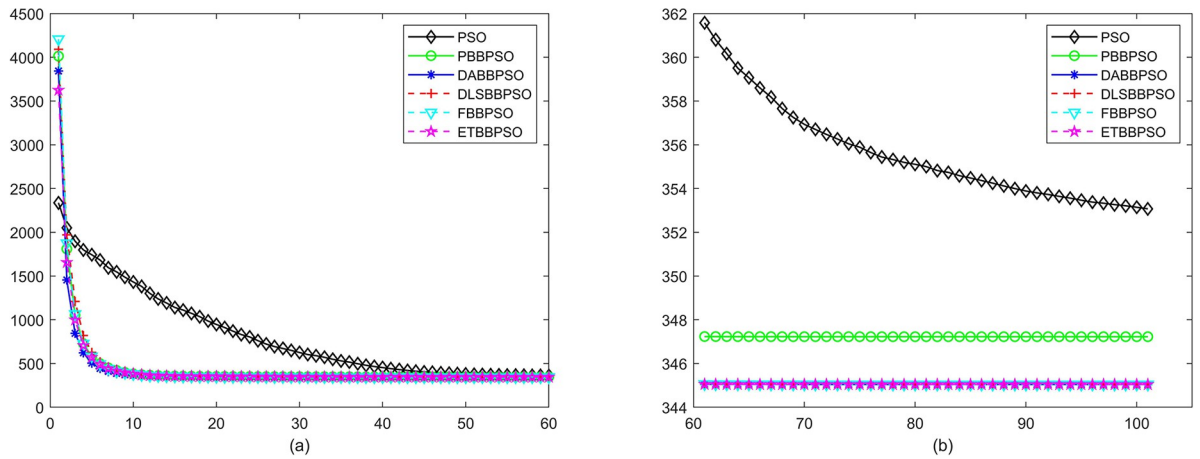 4500
4000
3500
3000
2500
2000
1500
1000
500
0
0 10 20 30 40 50 60
(a)
PSO
PBBPSO
DABBPSO
DLSBBPSO
FBBPSO
ETBBPSO
362
360
358
356
354
352
350
348
346
344
60 70 80 90 100
(b)
PSO
PBBPSO
DABBPSO
DLSBBPSO
FBBPSO
ETBBPSO